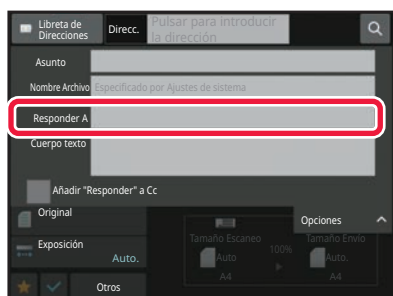 Libreta de
Direcciones
Direcc.
Pulsar para introducir
la dirección
Asunto
Nombre Archivo
Especificado por Ajustes de sistema
Responder A
Cuerpo texto
Añadir "Responder" a Cc
Original
Opciones
Exposición
Auto.
Tamaño Escaneo
100%
Tamaño Envío
Auto
Auto.
A4
A4
Otros